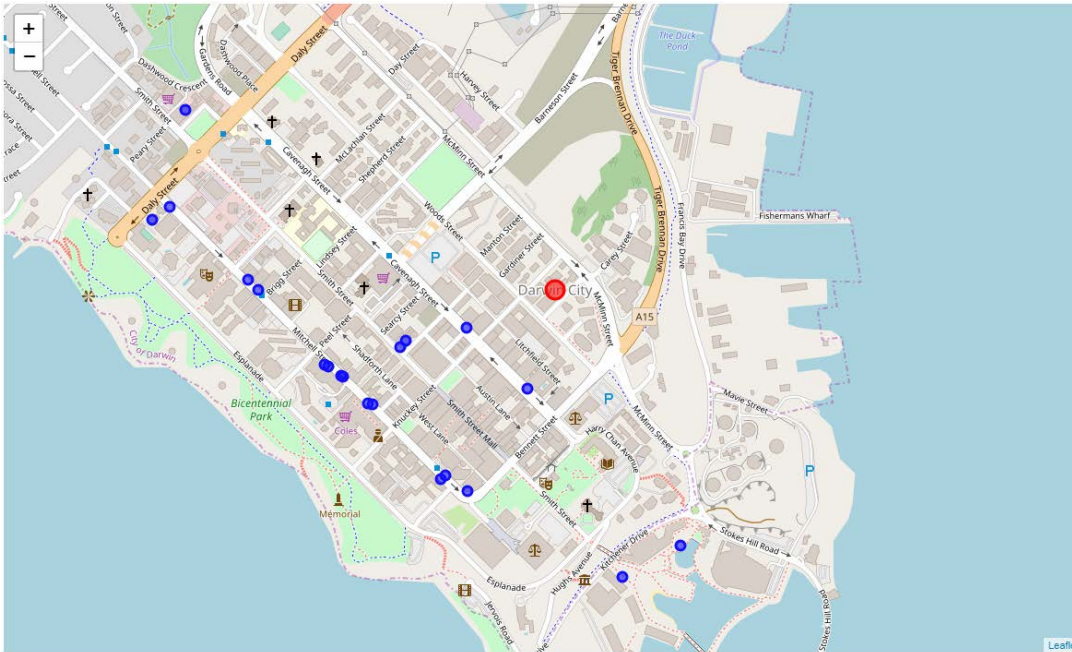 +
−
Daly Street
Gardens Road
Dashwood Place
Dashwood Crescent
Day Street
Harvey Street
Barneson Street
The Duck
Pond
Tiger Brennan Drive
Smith Street
Peary Street
Daly Street
Cavenagh Street
McLachlan Street
Shepherd Street
McMinn Street
Tiger Brennan Drive
Francis Bay Drive
Fishermans Wharf
Woods Street
Manton Street
Gardiner Street
Carey Street
Lindsey Street
Brigg Street
Smith Street
Cavenagh Street
P
Darwin City
McMinn Street
A15
City of Darwin
Esplanade
Mitchell Street
Peel Street
Searcy Street
Shadforth Lane
Litchfield Street
Knuckey Street
Austin Lane
P
Bicentennial
Park
Coles
West Lane
Smith Street Mall
Bennett Street
Harry Chan Avenue
McMinn Street
Mavie Street
P
Memorial
Smith Street
Esplanade
Hughes Avenue
Kitchener Drive
Stokes Hill Road
Jervois Road
Drive
Stokes Hill Road
Leafle